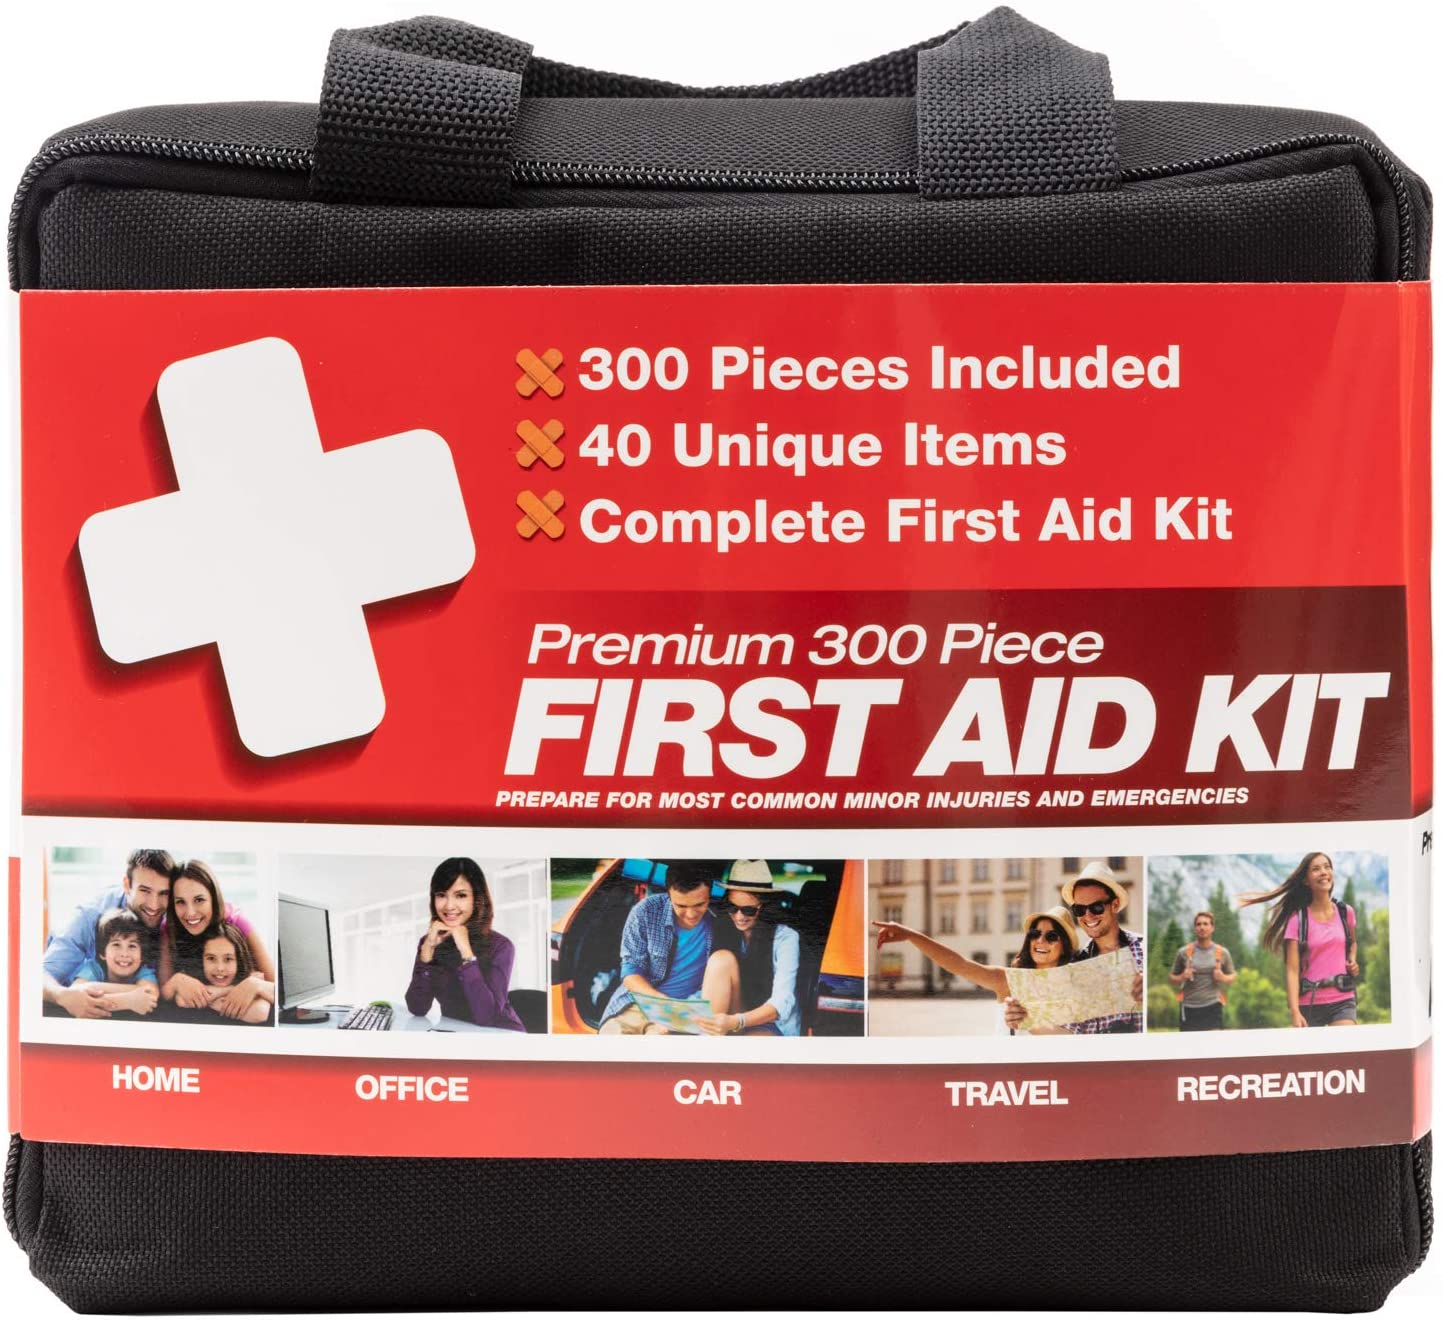 300 Pieces Included
40 Unique Items
Complete First Aid Kit
Premium 300 Piece
FIRST AID KIT
PREPARE FOR MOST COMMON MINOR INJURIES AND EMERGENCIES
HOME
OFFICE
CAR
TRAVEL
RECREATION